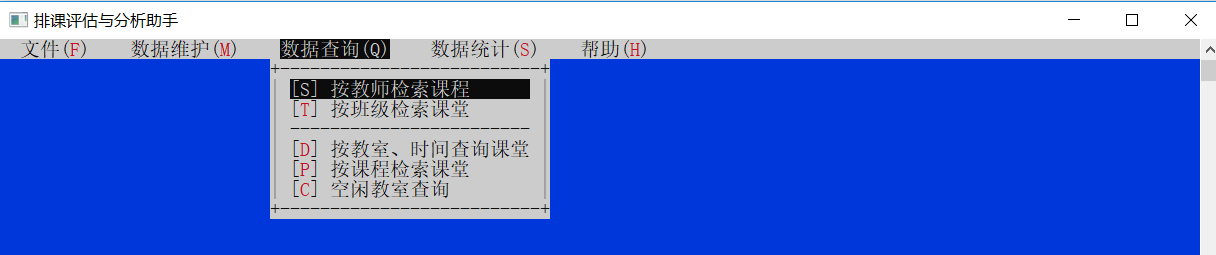 排课评估与分析助手
文件(F) 数据维护(M) 数据查询(Q) 数据统计(S) 帮助(H)
[S] 按教师检索课程
[T] 按班级检索课堂
[D] 按教室、时间查询课堂
[P] 按课程检索课堂
[C] 空闲教室查询